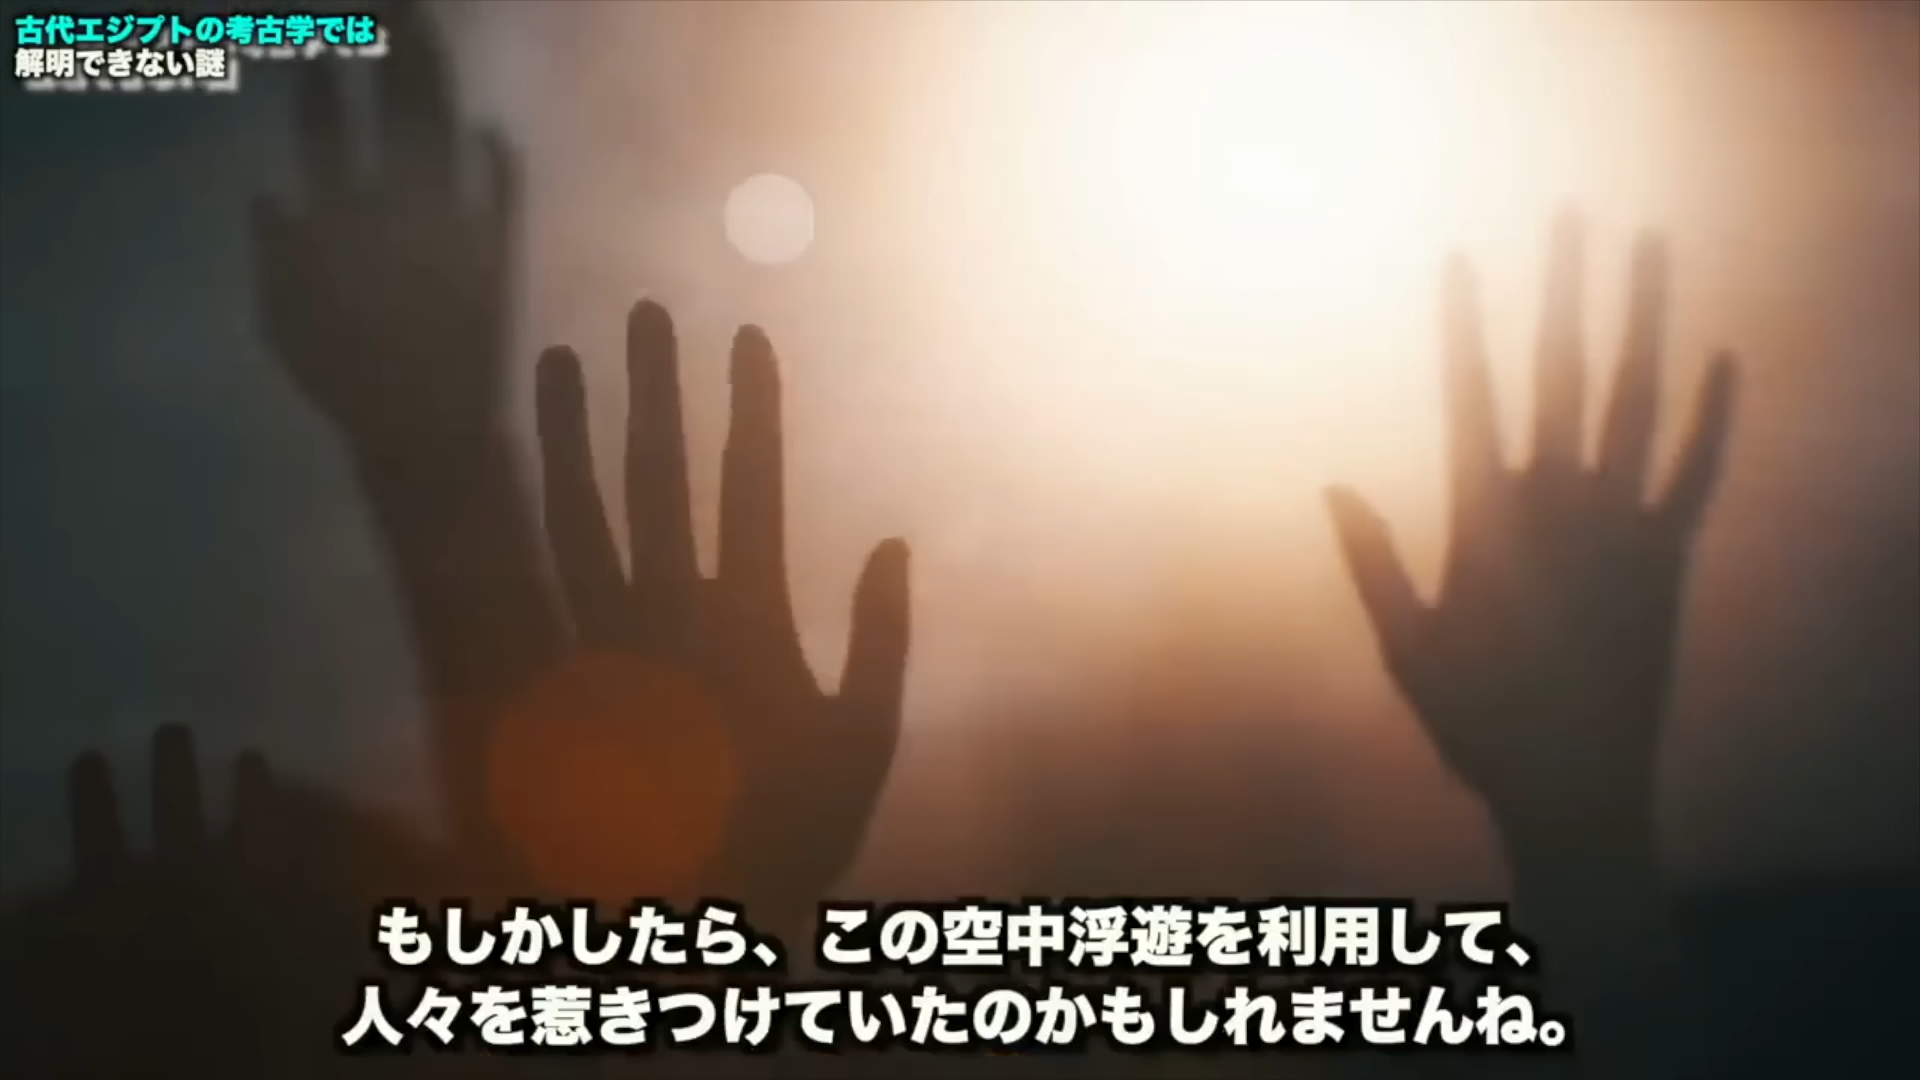 古代エジプトの考古学では
解明できない謎
もしかしたら、この空中浮遊を利用して、
人々を惹きつけていたのかもしれませんね。